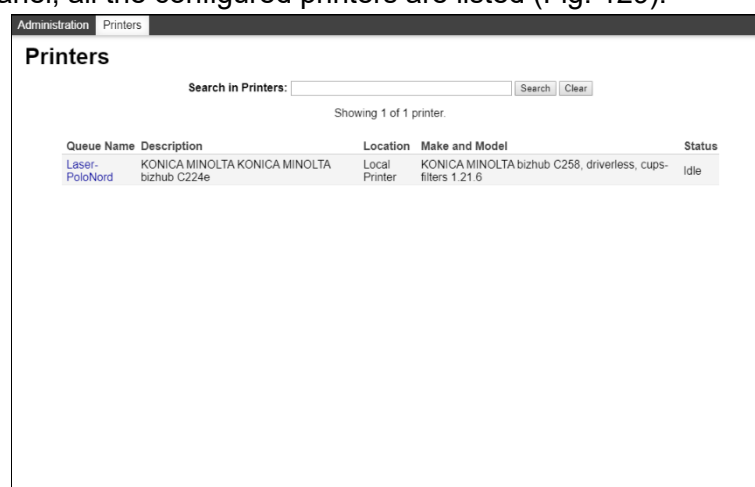 anel, all the configured printers are listed (Fig. 129).
Administration Printers
Printers
Search in Printers: Search Clear
Showing 1 of 1 printer.
Queue Name Description Location Make and Model Status
Laser- KONICA MINOLTA KONICA MINOLTA Local KONICA MINOLTA bizhub C258, driverless, cups- Idle
PoloNord bizhub C224e Printer filters 1.21.6